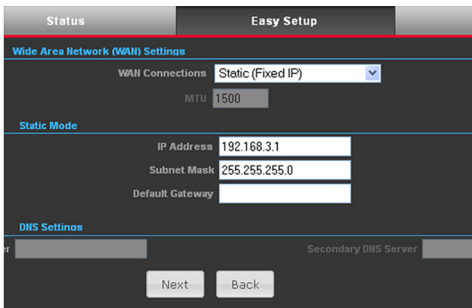 Status Easy Setup
Wide Area Network (WAN) Settings
WAN Connections Static (Fixed IP)
MTU 1500
Static Mode
IP Address 192.168.3.1
Subnet Mask 255.255.255.0
Default Gateway
DNS Settings
er Secondary DNS Server
Next Back